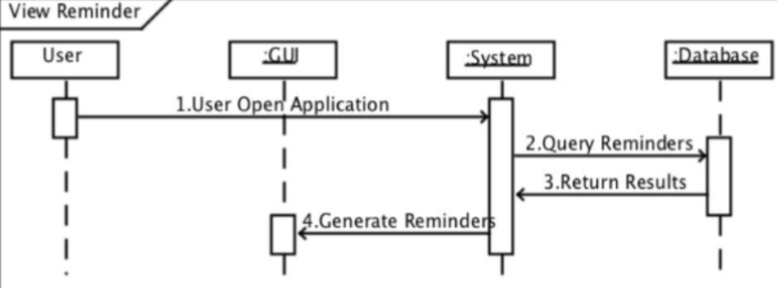 View Reminder
User
:GUI
:System
:Database
1.User Open Application
2.Query Reminders
3.Return Results
4.Generate Reminders